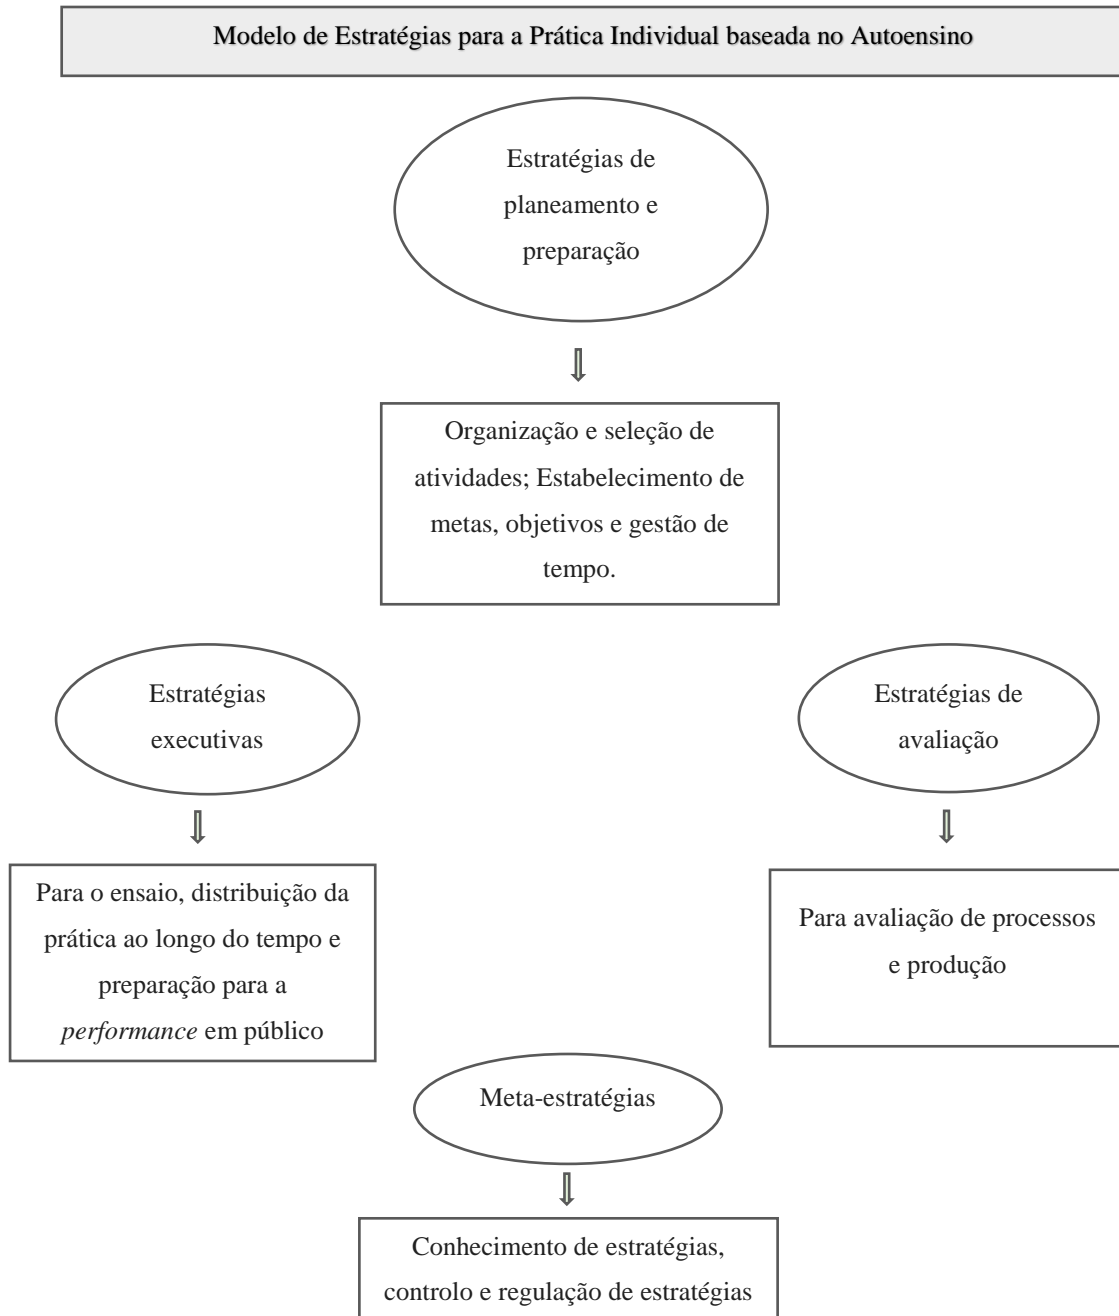 Modelo de Estratégias para a Prática Individual baseada no Autoensino
Estratégias de
planeamento e
preparação
Organização e seleção de
atividades; Estabelecimento de
metas, objetivos e gestão de
tempo.
Estratégias
executivas
Estratégias de
avaliação
Para o ensaio, distribuição da
prática ao longo do tempo e
preparação para a
performance em público
Para avaliação de processos
e produção
Meta-estratégias
Conhecimento de estratégias,
controlo e regulação de estratégias